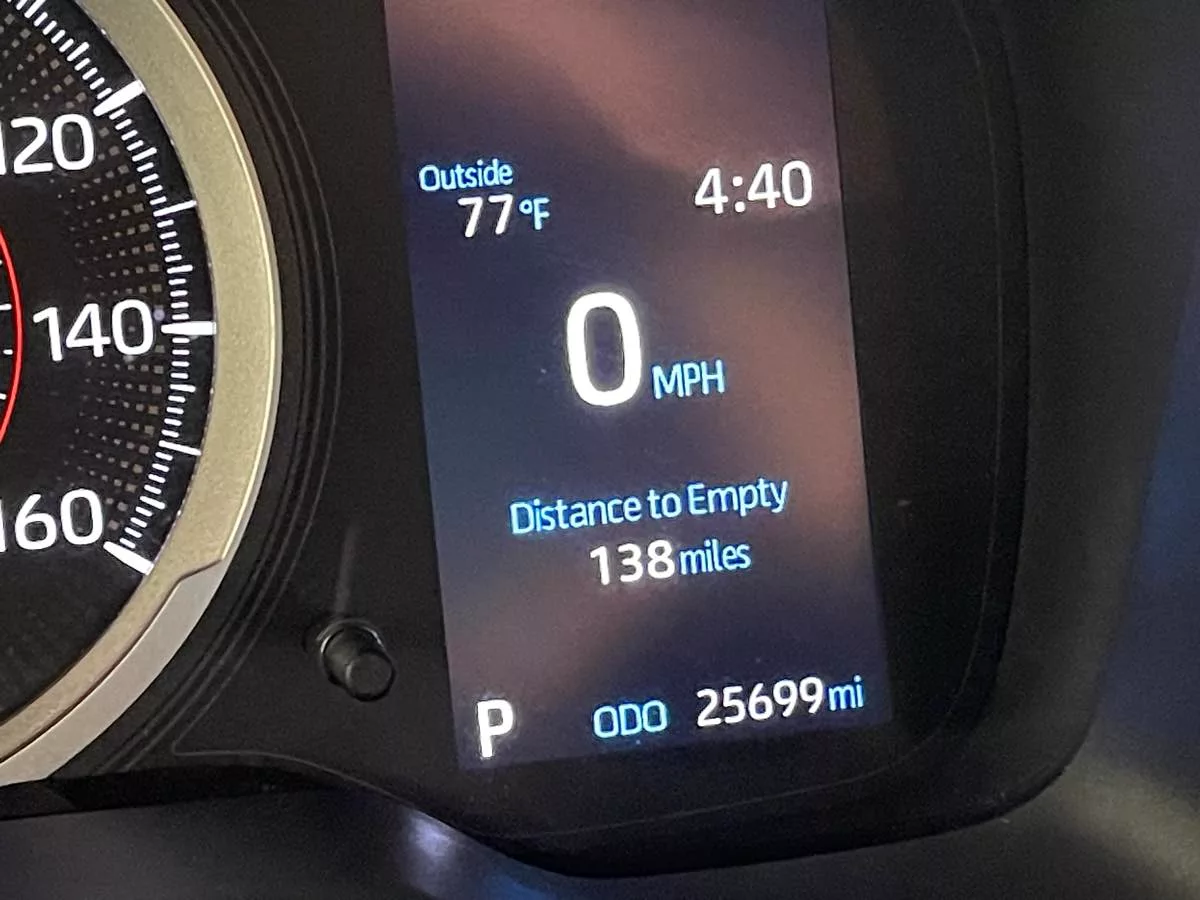 120
140
160
Outside
77°F
4:40
0 MPH
Distance to Empty
138 miles
P ODO 25699 mi